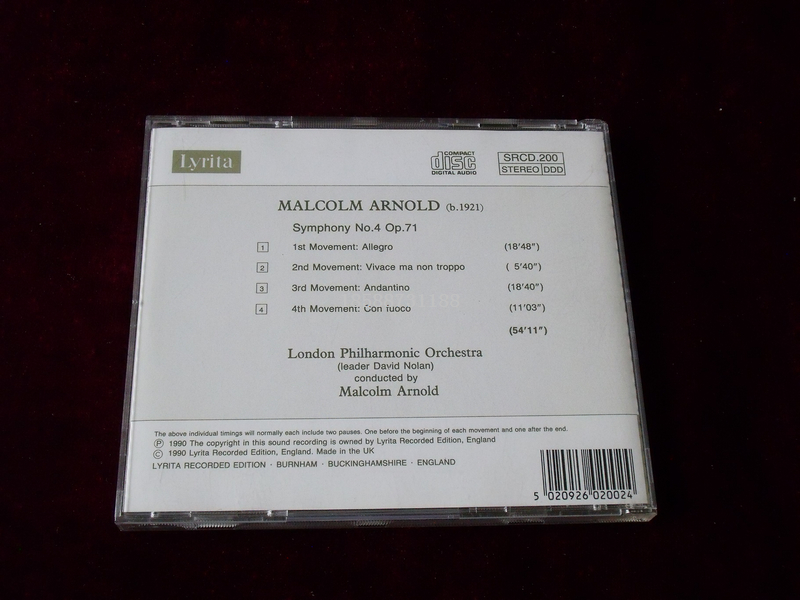 Lyrita
COMPACT
disc
DIGITAL AUDIO
SRCD.200
STEREO DDD
MALCOLM ARNOLD (b.1921)
Symphony No.4 Op.71
1 1st Movement: Allegro (18'48")
2 2nd Movement: Vivace ma non troppo ( 5'40")
3 3rd Movement: Andantino (18'40")
4 4th Movement: Con fuoco (11'03")
(54'11")
London Philharmonic Orchestra
(leader David Nolan)
conducted by
Malcolm Arnold
The above individual timings will normally each include two pauses. One before the beginning of each movement and one after the end.
Ⓟ 1990 The copyright in this sound recording is owned by Lyrita Recorded Edition, England
© 1990 Lyrita Recorded Edition, England. Made in the UK
LYRITA RECORDED EDITION · BURNHAM · BUCKINGHAMSHIRE · ENGLAND
5 020926 020024